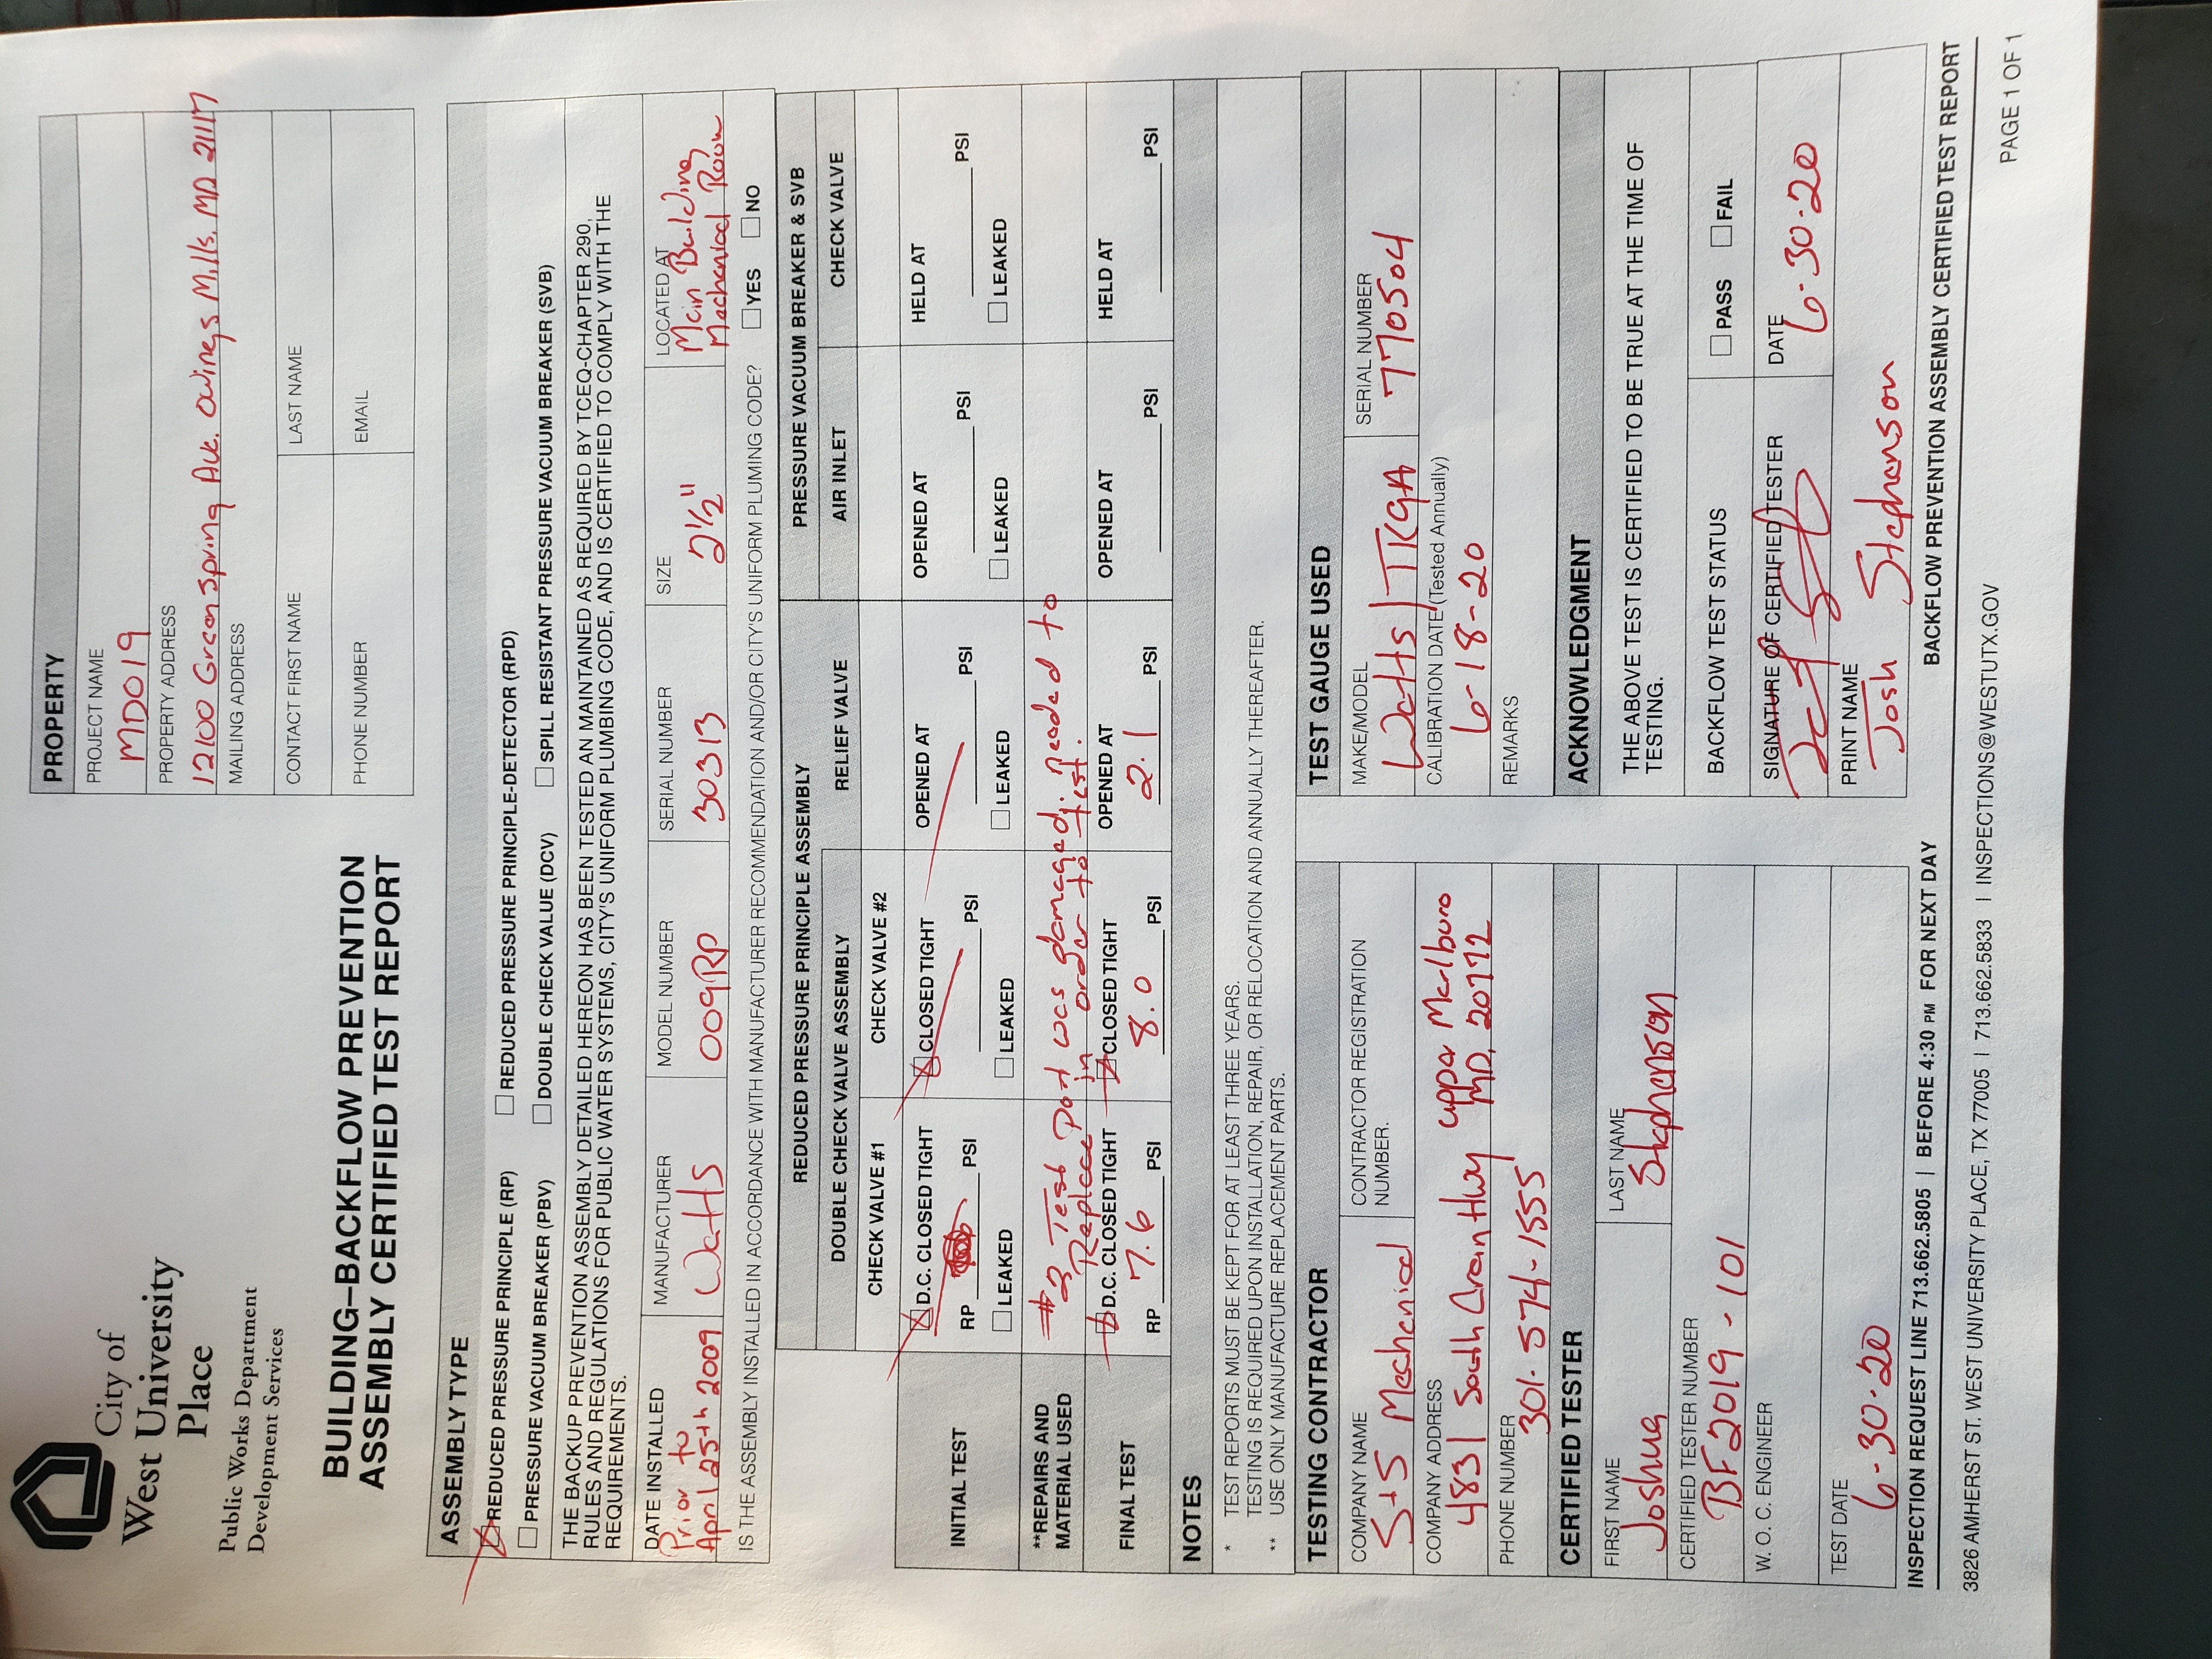 City of
West University
Place
Public Works Department
Development Services
BUILDING–BACKFLOW PREVENTION
ASSEMBLY CERTIFIED TEST REPORT
PROPERTY
PROJECT NAME
MD019
PROPERTY ADDRESS
12100 Greenspring Ave. Owings Mills, MD 21117
MAILING ADDRESS
CONTACT FIRST NAME LAST NAME
PHONE NUMBER EMAIL
ASSEMBLY TYPE
REDUCED PRESSURE PRINCIPLE (RP) REDUCED PRESSURE PRINCIPLE-DETECTOR (RPD)
PRESSURE VACUUM BREAKER (PBV) DOUBLE CHECK VALUE (DCV) SPILL RESISTANT PRESSURE VACUUM BREAKER (SVB)
THE BACKUP PREVENTION ASSEMBLY DETAILED HEREON HAS BEEN TESTED AN MAINTAINED AS REQUIRED BY TCEQ-CHAPTER 290,
RULES AND REGULATIONS FOR PUBLIC WATER SYSTEMS, CITY'S UNIFORM PLUMBING CODE, AND IS CERTIFIED TO COMPLY WITH THE
REQUIREMENTS.
DATE INSTALLED MANUFACTURER MODEL NUMBER SERIAL NUMBER SIZE LOCATED AT
Prior to April 25th 2009 Watts 009RP 30313 2½" Main Building Mechanical Room
IS THE ASSEMBLY INSTALLED IN ACCORDANCE WITH MANUFACTURER RECOMMENDATION AND/OR CITY'S UNIFORM PLUMING CODE? YES NO
REDUCED PRESSURE PRINCIPLE ASSEMBLY PRESSURE VACUUM BREAKER & SVB
DOUBLE CHECK VALVE ASSEMBLY RELIEF VALVE AIR INLET CHECK VALVE
CHECK VALVE #1 CHECK VALVE #2
INITIAL TEST
D.C. CLOSED TIGHT CLOSED TIGHT OPENED AT OPENED AT HELD AT
RP PSI PSI PSI PSI PSI
LEAKED LEAKED LEAKED LEAKED LEAKED
**REPAIRS AND
MATERIAL USED
#3 Test Port was damaged. needed to
Replace in order to test.
FINAL TEST
D.C. CLOSED TIGHT CLOSED TIGHT OPENED AT OPENED AT HELD AT
RP 7.6 PSI 8.0 PSI 2.1 PSI PSI PSI
NOTES
* TEST REPORTS MUST BE KEPT FOR AT LEAST THREE YEARS.
TESTING IS REQUIRED UPON INSTALLATION, REPAIR, OR RELOCATION AND ANNUALLY THEREAFTER.
** USE ONLY MANUFACTURE REPLACEMENT PARTS.
TESTING CONTRACTOR
COMPANY NAME CONTRACTOR REGISTRATION
NUMBER.
S+S Mechanical
COMPANY ADDRESS
4831 South Crain Hwy Upper Marlburo
MD, 20772
PHONE NUMBER
301-574-1555
CERTIFIED TESTER
FIRST NAME LAST NAME
Joshua Stephenson
CERTIFIED TESTER NUMBER
BF2019-101
W. O. C. ENGINEER
TEST DATE
6-30-20
TEST GAUGE USED
MAKE/MODEL SERIAL NUMBER
Watts / TK9A 770504
CALIBRATION DATE (Tested Annually)
6-18-20
REMARKS
ACKNOWLEDGMENT
THE ABOVE TEST IS CERTIFIED TO BE TRUE AT THE TIME OF
TESTING.
BACKFLOW TEST STATUS PASS FAIL
SIGNATURE OF CERTIFIED TESTER DATE
6-30-20
PRINT NAME
Josh Stephenson
INSPECTION REQUEST LINE 713.662.5805 | BEFORE 4:30 PM FOR NEXT DAY BACKFLOW PREVENTION ASSEMBLY CERTIFIED TEST REPORT
3826 AMHERST ST. WEST UNIVERSITY PLACE, TX 77005 | 713.662.5833 | INSPECTIONS@WESTUTX.GOV
PAGE 1 OF 1